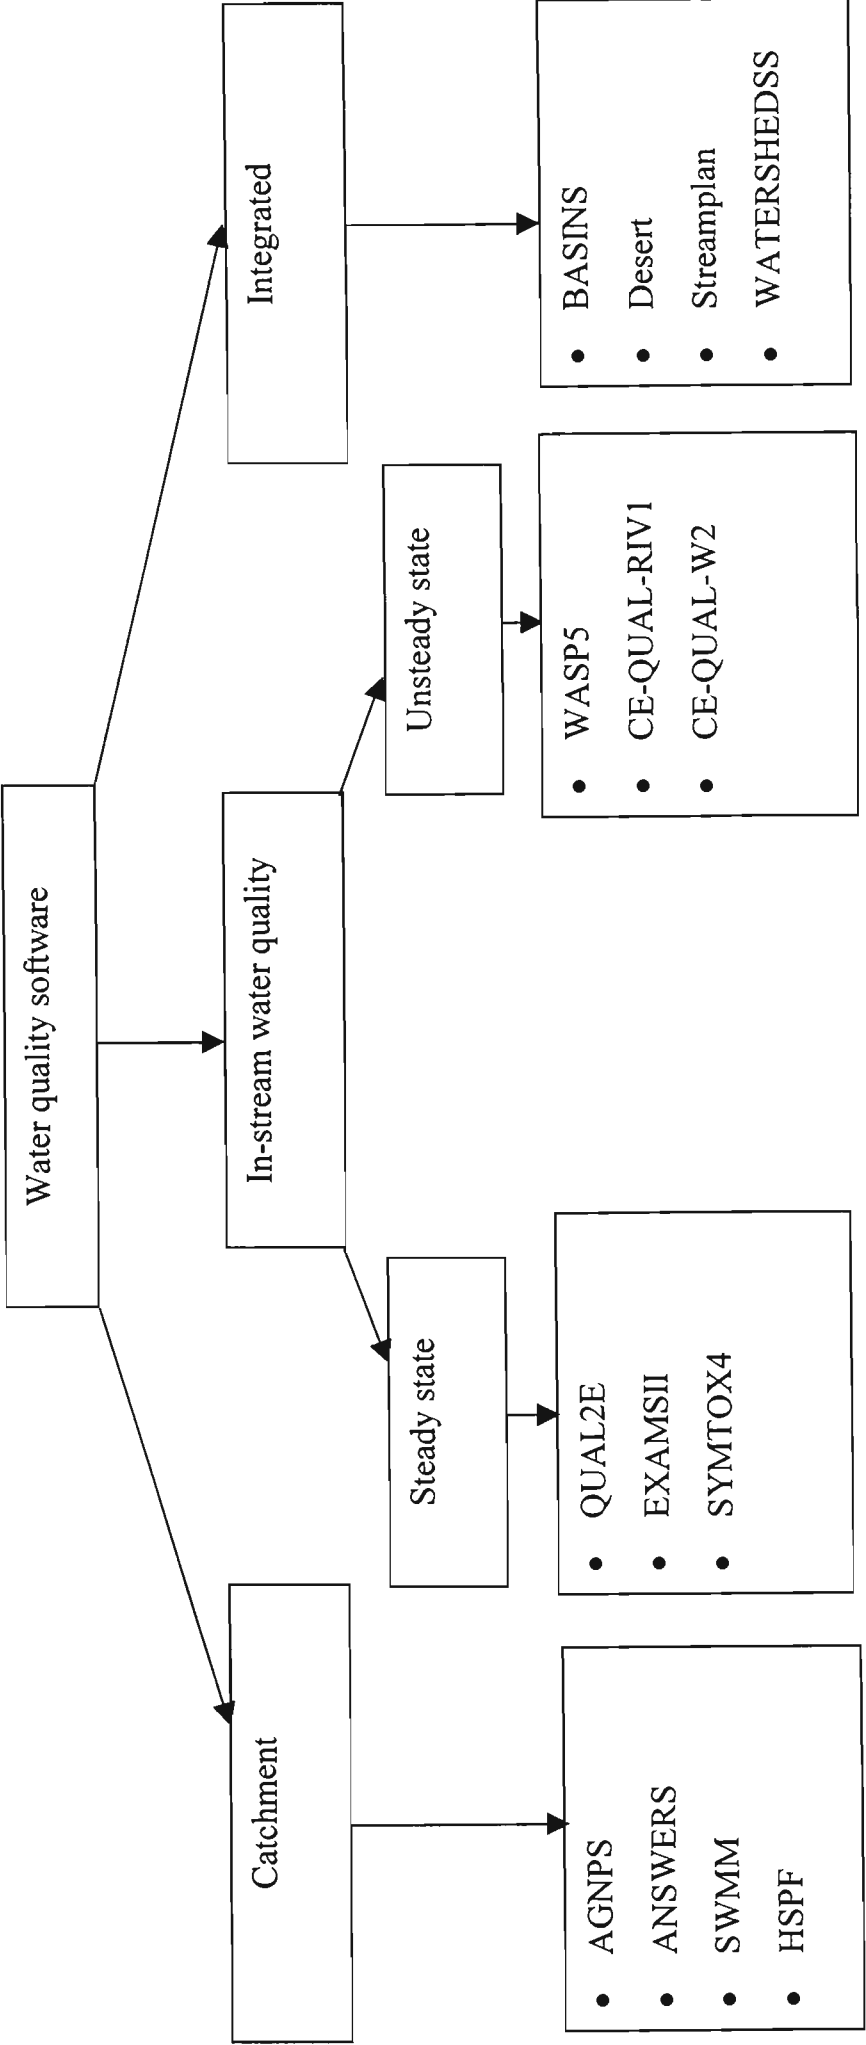 Water quality software
Catchment
In-stream water quality
Integrated
Steady state
Unsteady state
AGNPS
ANSWERS
SWMM
HSPF
QUAL2E
EXAMSII
SYMTOX4
WASP5
CE-QUAL-RIV1
CE-QUAL-W2
BASINS
Desert
Streamplan
WATERSHEDSS